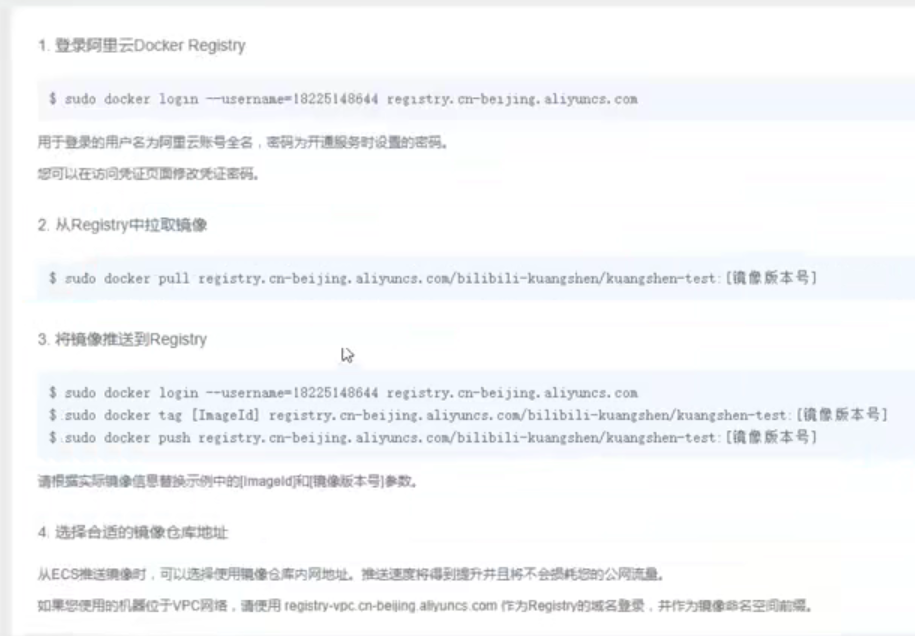 1. 登录阿里云Docker Registry
$ sudo docker login --username=18225148644 registry.cn-beijing.aliyuncs.com
用于登录的用户名为阿里云账号全名，密码为开通服务时设置的密码。
您可以在访问凭证页面修改凭证密码。
2. 从Registry中拉取镜像
$ sudo docker pull registry.cn-beijing.aliyuncs.com/bilibili-kuangshen/kuangshen-test:[镜像版本号]
3. 将镜像推送到Registry
$ sudo docker login --username=18225148644 registry.cn-beijing.aliyuncs.com
$ sudo docker tag [ImageId] registry.cn-beijing.aliyuncs.com/bilibili-kuangshen/kuangshen-test:[镜像版本号]
$ sudo docker push registry.cn-beijing.aliyuncs.com/bilibili-kuangshen/kuangshen-test:[镜像版本号]
请根据实际镜像信息替换示例中的[ImageId]和[镜像版本号]参数。
4. 选择合适的镜像仓库地址
从ECS推送镜像时，可以选择使用镜像仓库内网地址。推送速度将得到提升并且将不会损耗您的公网流量。
如果您使用的机器位于VPC网络，请使用 registry-vpc.cn-beijing.aliyuncs.com 作为Registry的域名登录，并作为镜像命名空间前缀。